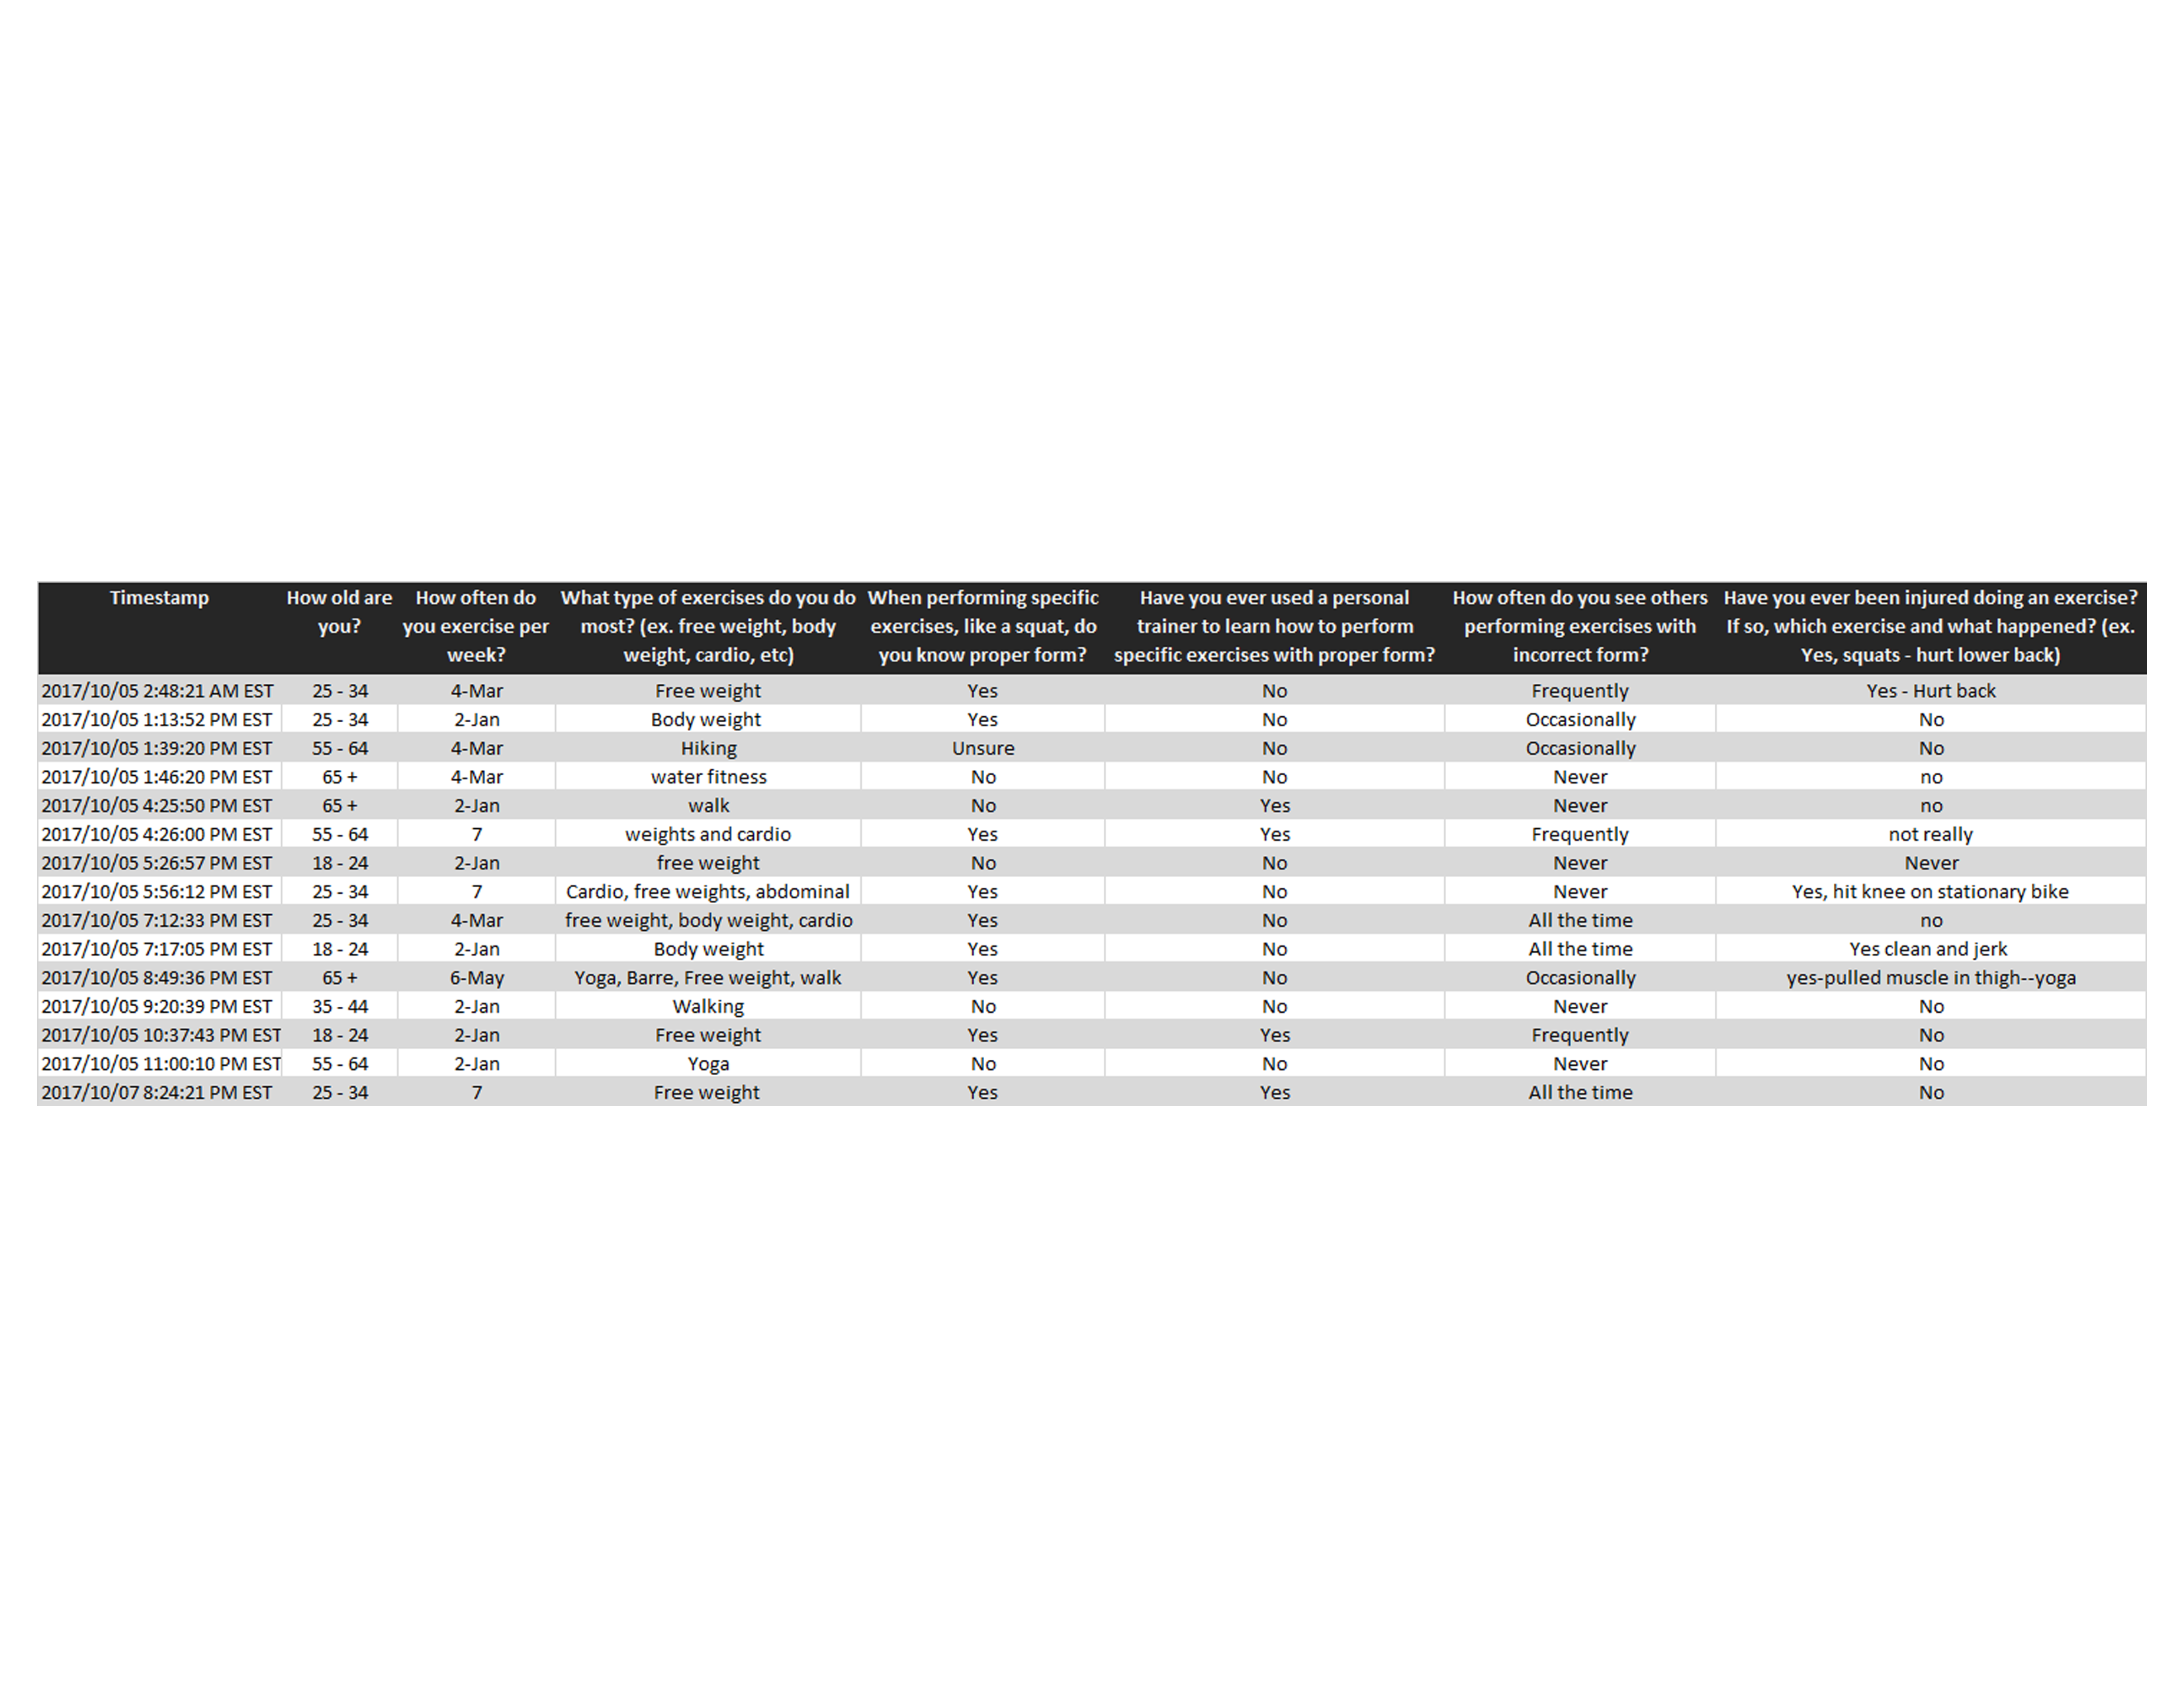 Timestamp How old are you? How often do you exercise per week? What type of exercises do you do most? (ex. free weight, body weight, cardio, etc) When performing specific exercises, like a squat, do you know proper form? Have you ever used a personal trainer to learn how to perform specific exercises with proper form? How often do you see others performing exercises with incorrect form? Have you ever been injured doing an exercise? If so, which exercise and what happened? (ex. Yes, squats - hurt lower back)
2017/10/05 2:48:21 AM EST 25 - 34 4-Mar Free weight Yes No Frequently Yes - Hurt back
2017/10/05 1:13:52 PM EST 25 - 34 2-Jan Body weight Yes No Occasionally No
2017/10/05 1:39:20 PM EST 55 - 64 4-Mar Hiking Unsure No Occasionally No
2017/10/05 1:46:20 PM EST 65 + 4-Mar water fitness No No Never no
2017/10/05 4:25:50 PM EST 65 + 2-Jan walk No Yes Never no
2017/10/05 4:26:00 PM EST 55 - 64 7 weights and cardio Yes Yes Frequently not really
2017/10/05 5:26:57 PM EST 18 - 24 2-Jan free weight No No Never Never
2017/10/05 5:56:12 PM EST 25 - 34 7 Cardio, free weights, abdominal Yes No Never Yes, hit knee on stationary bike
2017/10/05 7:12:33 PM EST 25 - 34 4-Mar free weight, body weight, cardio Yes No All the time no
2017/10/05 7:17:05 PM EST 18 - 24 2-Jan Body weight Yes No All the time Yes clean and jerk
2017/10/05 8:49:36 PM EST 65 + 6-May Yoga, Barre, Free weight, walk Yes No Occasionally yes-pulled muscle in thigh--yoga
2017/10/05 9:20:39 PM EST 35 - 44 2-Jan Walking No No Never No
2017/10/05 10:37:43 PM EST 18 - 24 2-Jan Free weight Yes Yes Frequently No
2017/10/05 11:00:10 PM EST 55 - 64 2-Jan Yoga No No Never No
2017/10/07 8:24:21 PM EST 25 - 34 7 Free weight Yes Yes All the time No